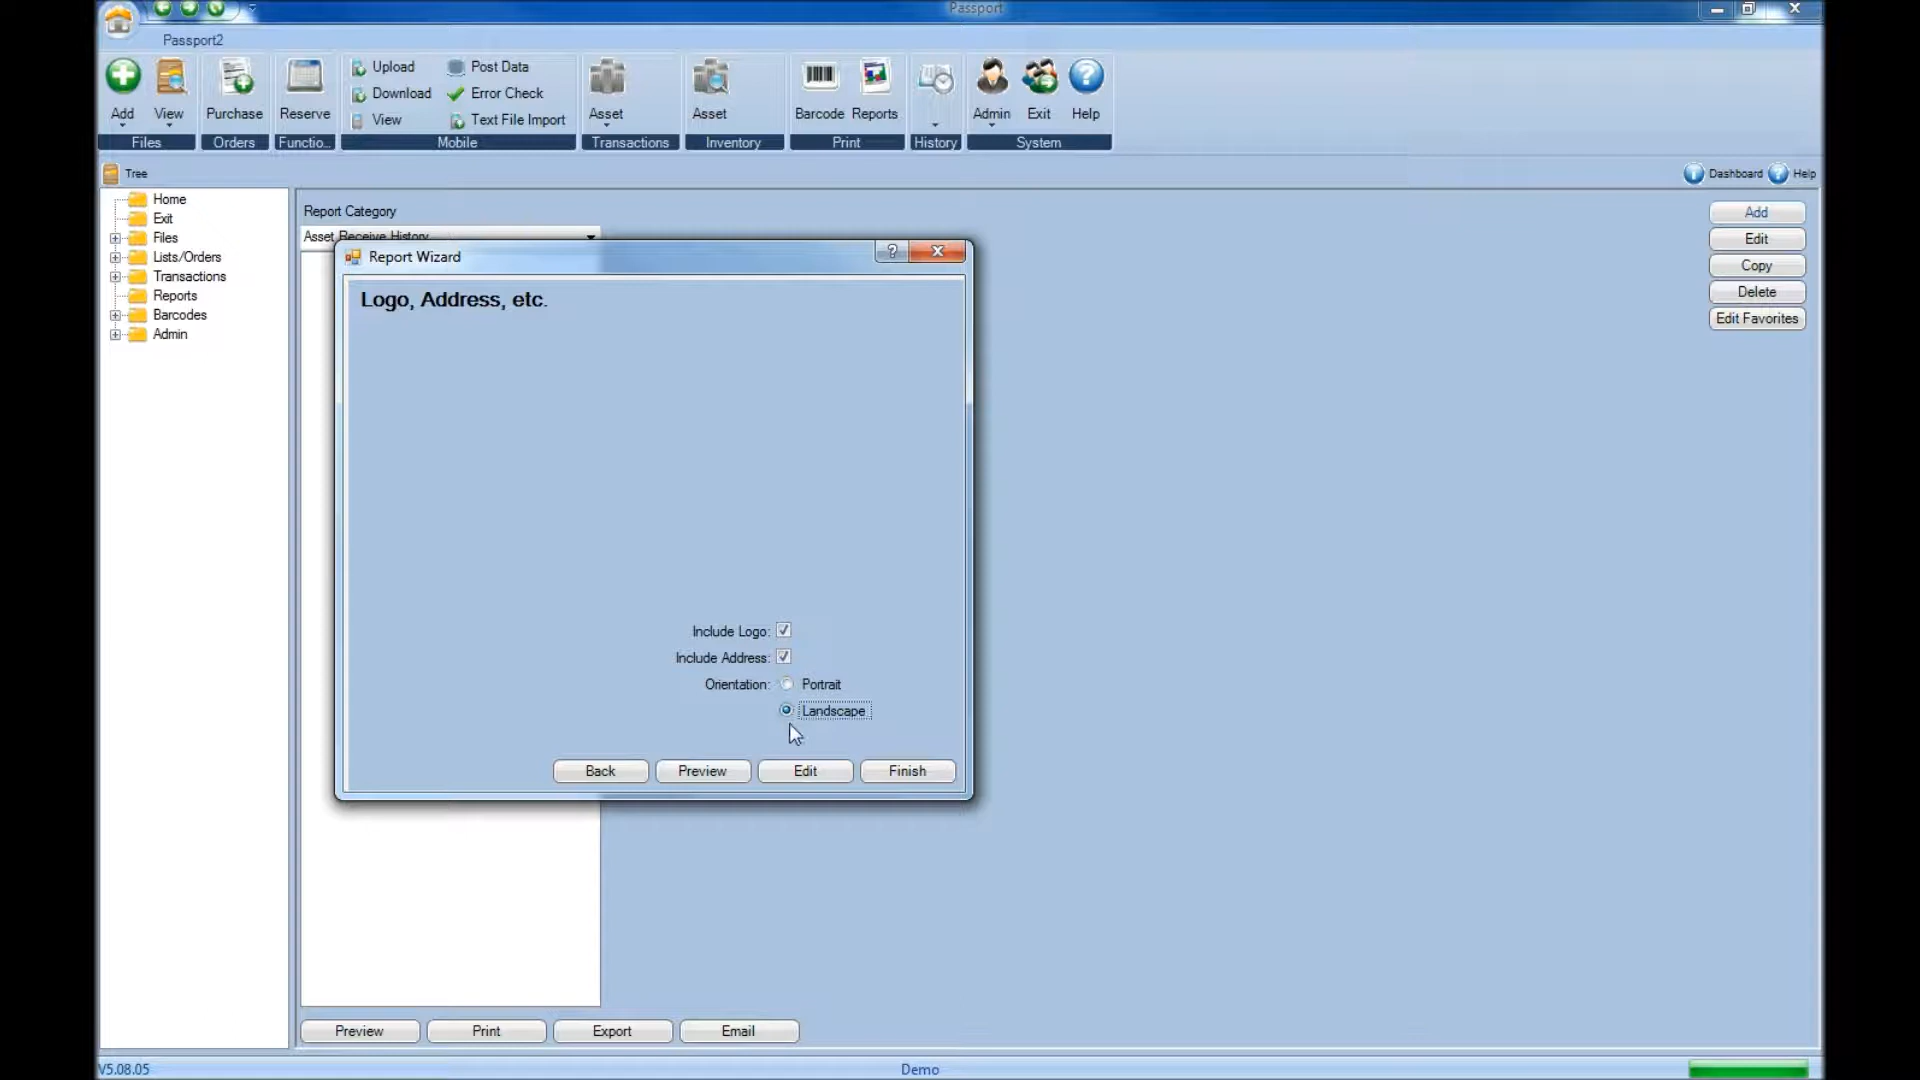 Passport
Passport2
Add
View
Files
Purchase
Orders
Reserve
Functio...
Upload
Download
View
Post Data
Error Check
Text File Import
Mobile
Asset
Transactions
Asset
Inventory
Barcode
Reports
Print
History
Admin
Exit
Help
System
Tree
Dashboard
Help
Home
Exit
Files
Lists/Orders
Transactions
Reports
Barcodes
Admin
Report Category
Asset Receive History
Report Wizard
?
Logo, Address, etc.
Include Logo:
Include Address:
Orientation:
Portrait
Landscape
Back
Preview
Edit
Finish
Add
Edit
Copy
Delete
Edit Favorites
Preview
Print
Export
Email
V5.08.05
Demo